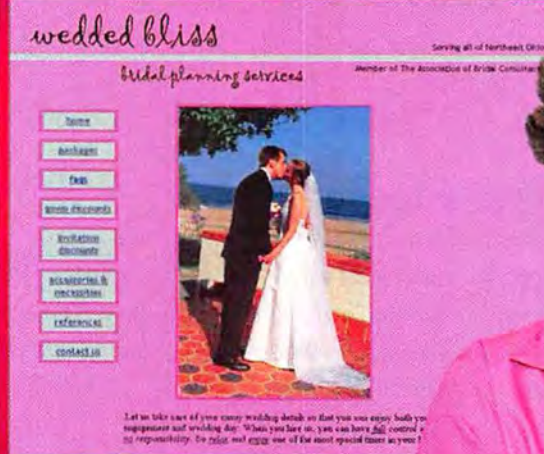 wedded bliss
Serving all of Northeast Ohio
bridal planning services
Member of The Association of Bridal Consultants
home
packages
faqs
gown discounts
invitation
discounts
accessories &
necessities
references
contact us
Let us take care of your many wedding details so that you can enjoy both you
engagement and wedding day. When you hire us, you can have full control
no responsibility. So relax and enjoy one of the most special times in your